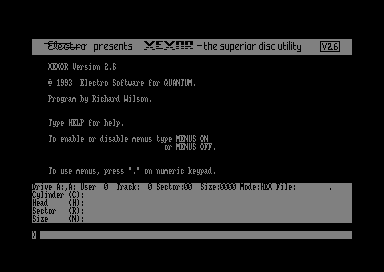 Electro presents XEXOR - the superior disc utility V2.6
XEXOR Version 2.6
© 1993 Electro Software for QUANTUM.
Program by Richard Wilson.
Type HELP for help.
To enable or disable menus type MENUS ON
or MENUS OFF.
To use menus, press "." on numeric keypad.
Drive A:,A: User 0 Track: 0 Sector:00 Size:0000 Mode:HEX File: .
Cylinder (C):
Head (H):
Sector (R):
Size (N):